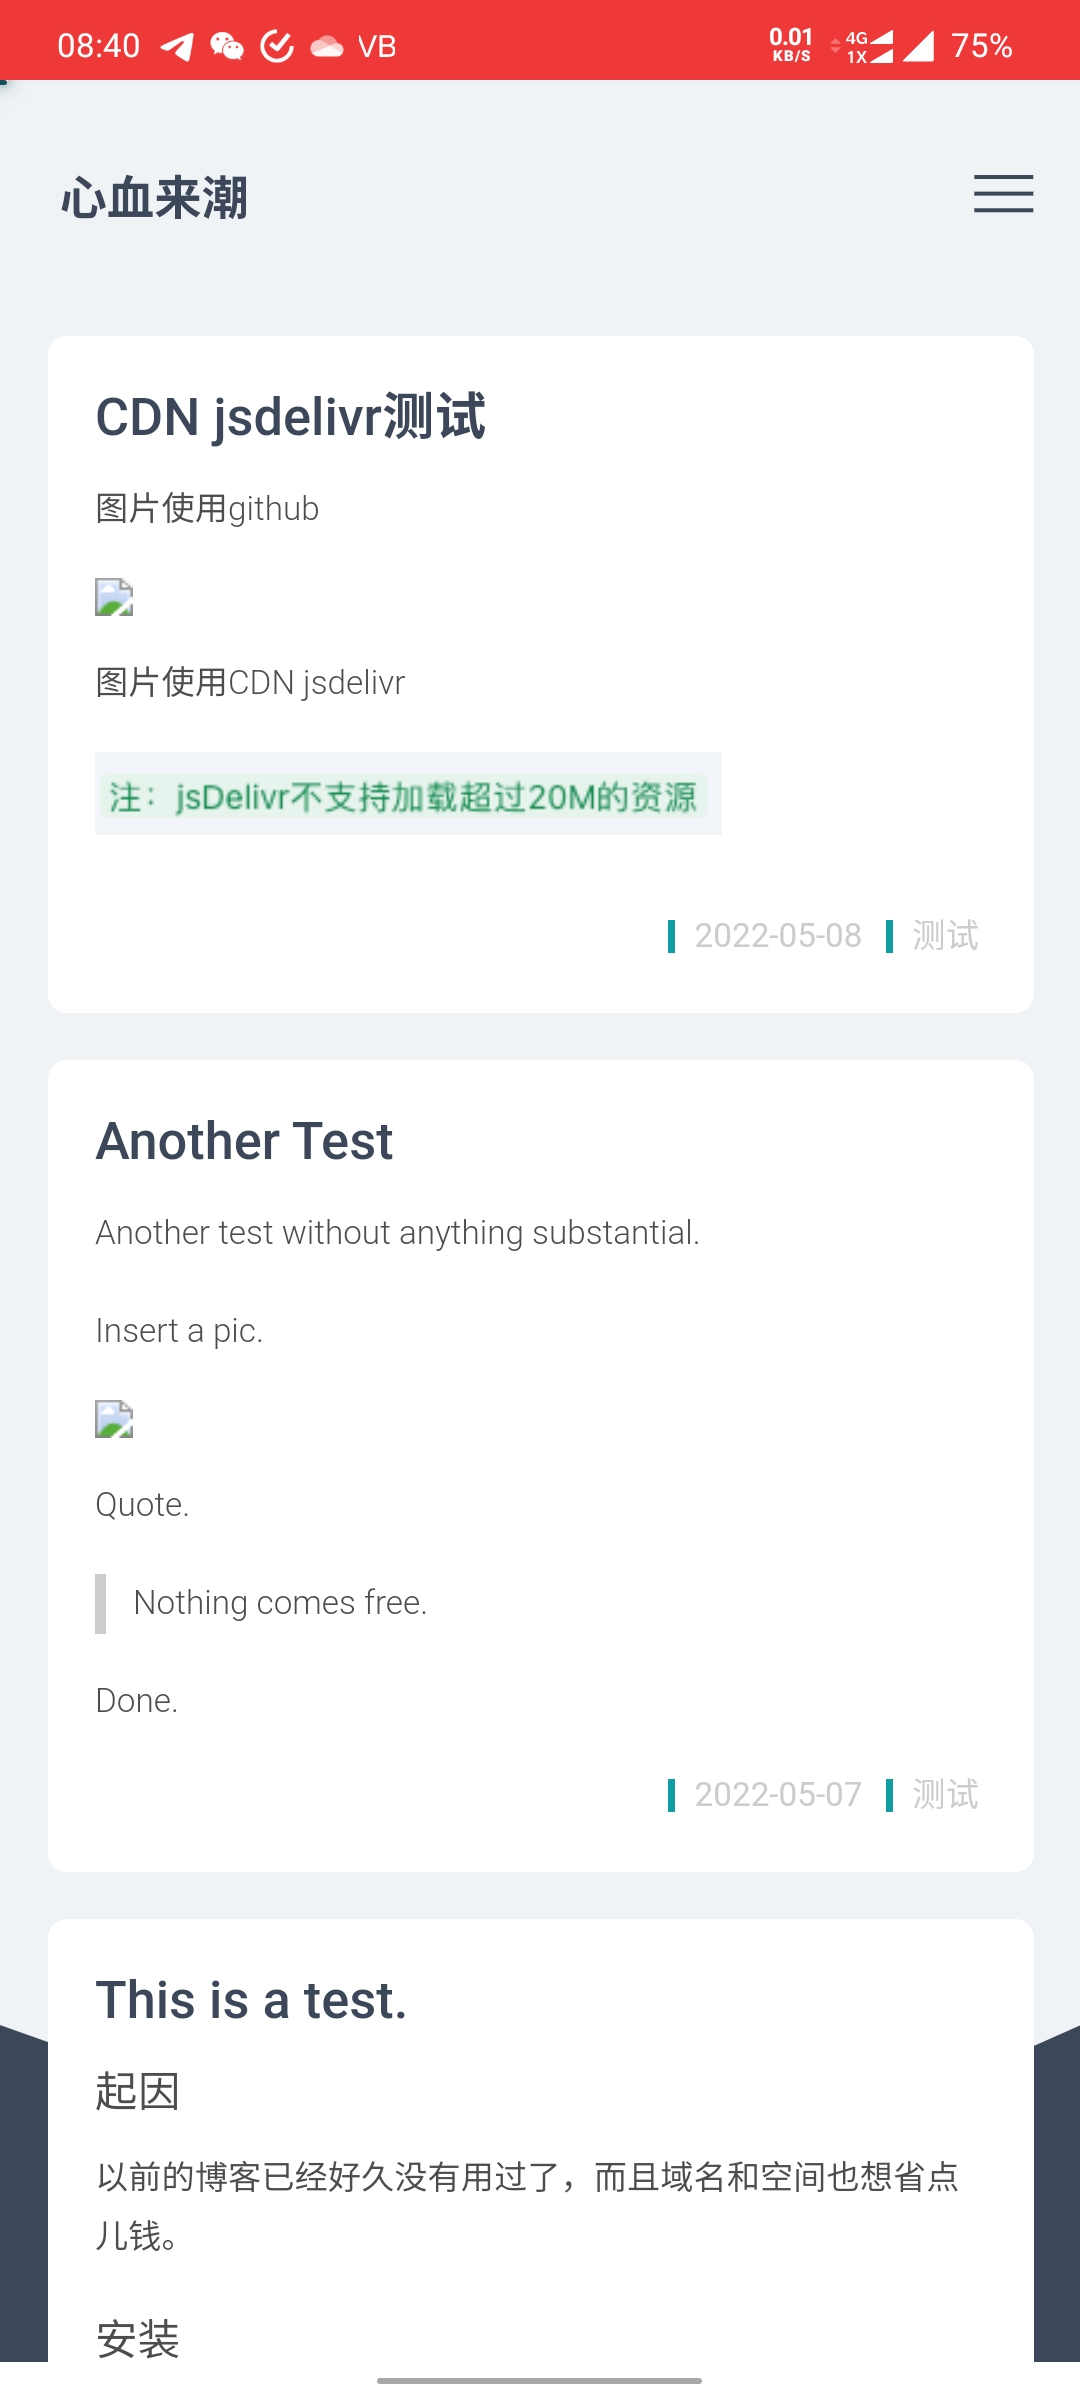 08:40 VB 0.01 KB/S 4G 1X 75%
心血来潮
CDN jsdelivr测试
图片使用github
图片使用CDN jsdelivr
注：jsDelivr不支持加载超过20M的资源
2022-05-08 测试
Another Test
Another test without anything substantial.
Insert a pic.
Quote.
Nothing comes free.
Done.
2022-05-07 测试
This is a test.
起因
以前的博客已经好久没有用过了，而且域名和空间也想省点
儿钱。
安装